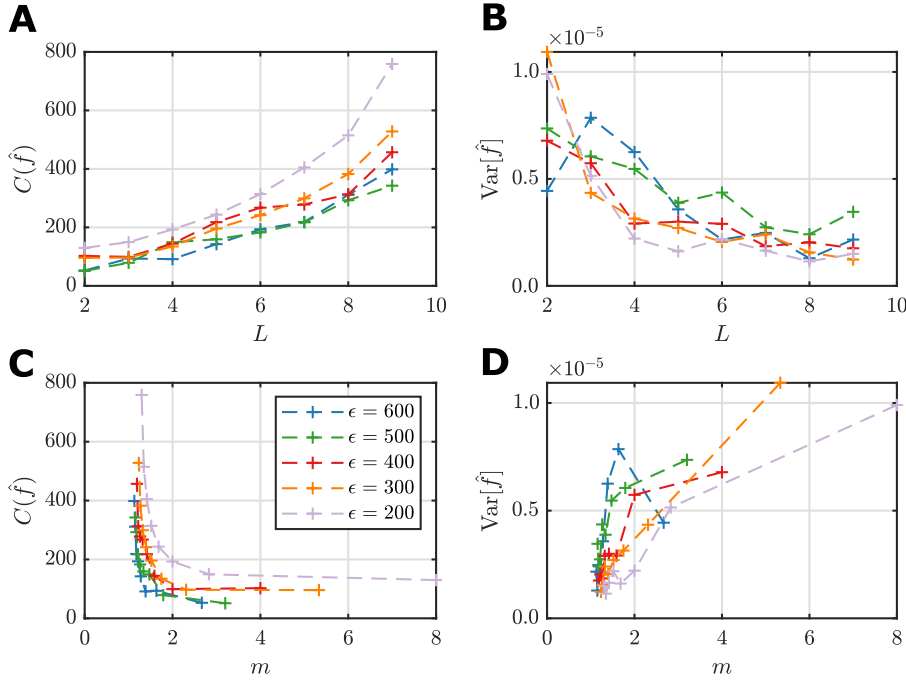 A
800
600
400
200
0
C(f̂)
2 4 6 8 10
L
B
×10⁻⁵
1.0
0.5
0.0
Var[f̂]
2 4 6 8 10
L
C
800
600
400
200
0
C(f̂)
0 2 4 6 8
m
ϵ = 600
ϵ = 500
ϵ = 400
ϵ = 300
ϵ = 200
D
×10⁻⁵
1.0
0.5
0.0
Var[f̂]
0 2 4 6 8
m